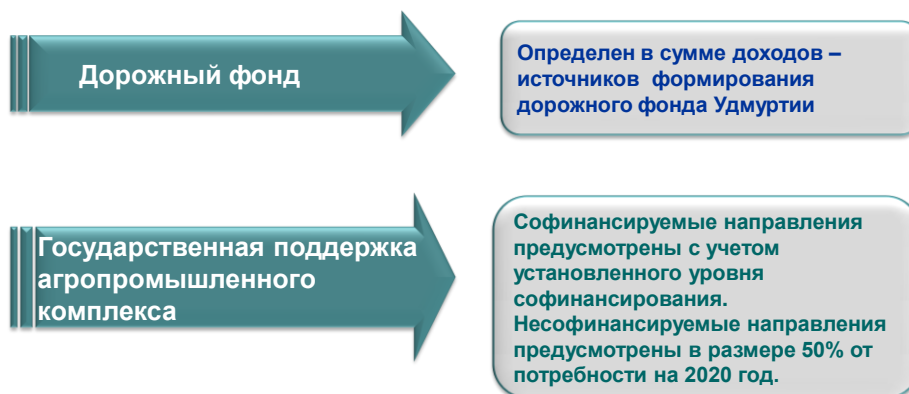 Дорожный фонд
Определен в сумме доходов –
источников формирования
дорожного фонда Удмуртии
Государственная поддержка
агропромышленного
комплекса
Софинансируемые направления
предусмотрены с учетом
установленного уровня
софинансирования.
Несофинансируемые направления
предусмотрены в размере 50% от
потребности на 2020 год.